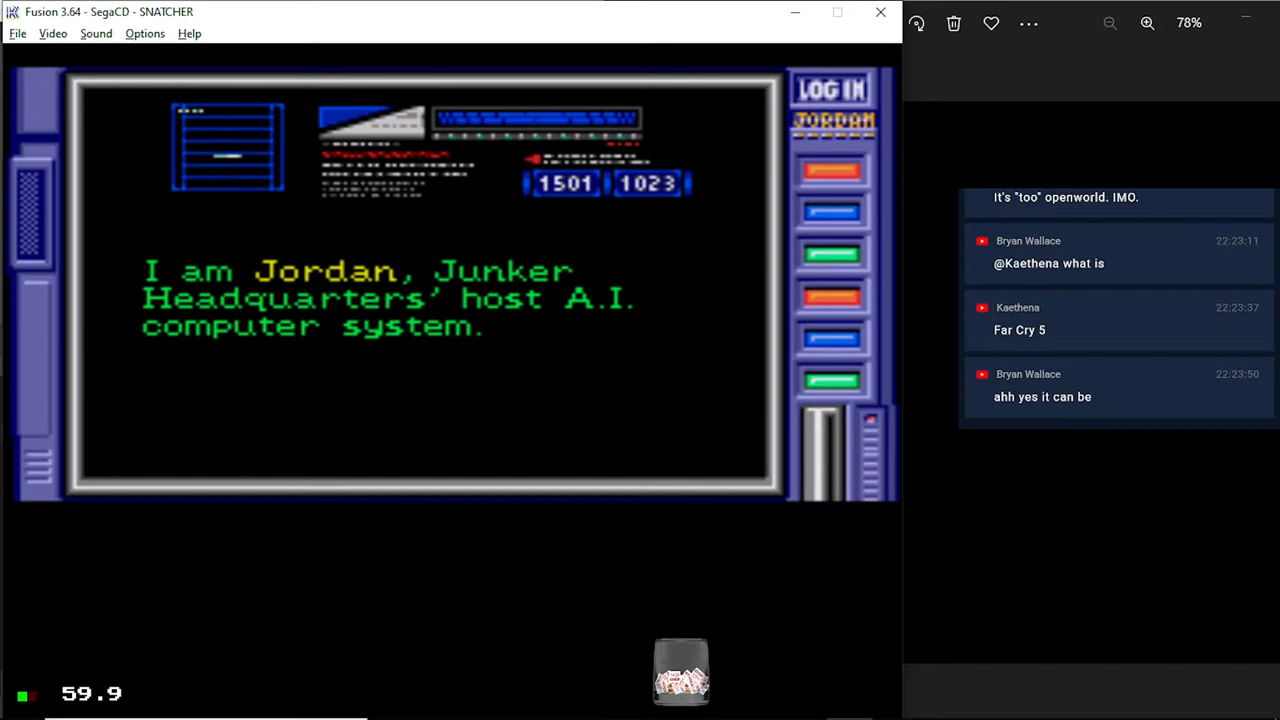 Fusion 3.64 - SegaCD - SNATCHER
File Video Sound Options Help
78%
LOG IN
JORDAN
1501 1023
I am Jordan, Junker
Headquarters' host A.I.
computer system.
It's "too" openworld. IMO.
Bryan Wallace 22:23:11
@Kaethena what is
Kaethena 22:23:37
Far Cry 5
Bryan Wallace 22:23:50
ahh yes it can be
59.9